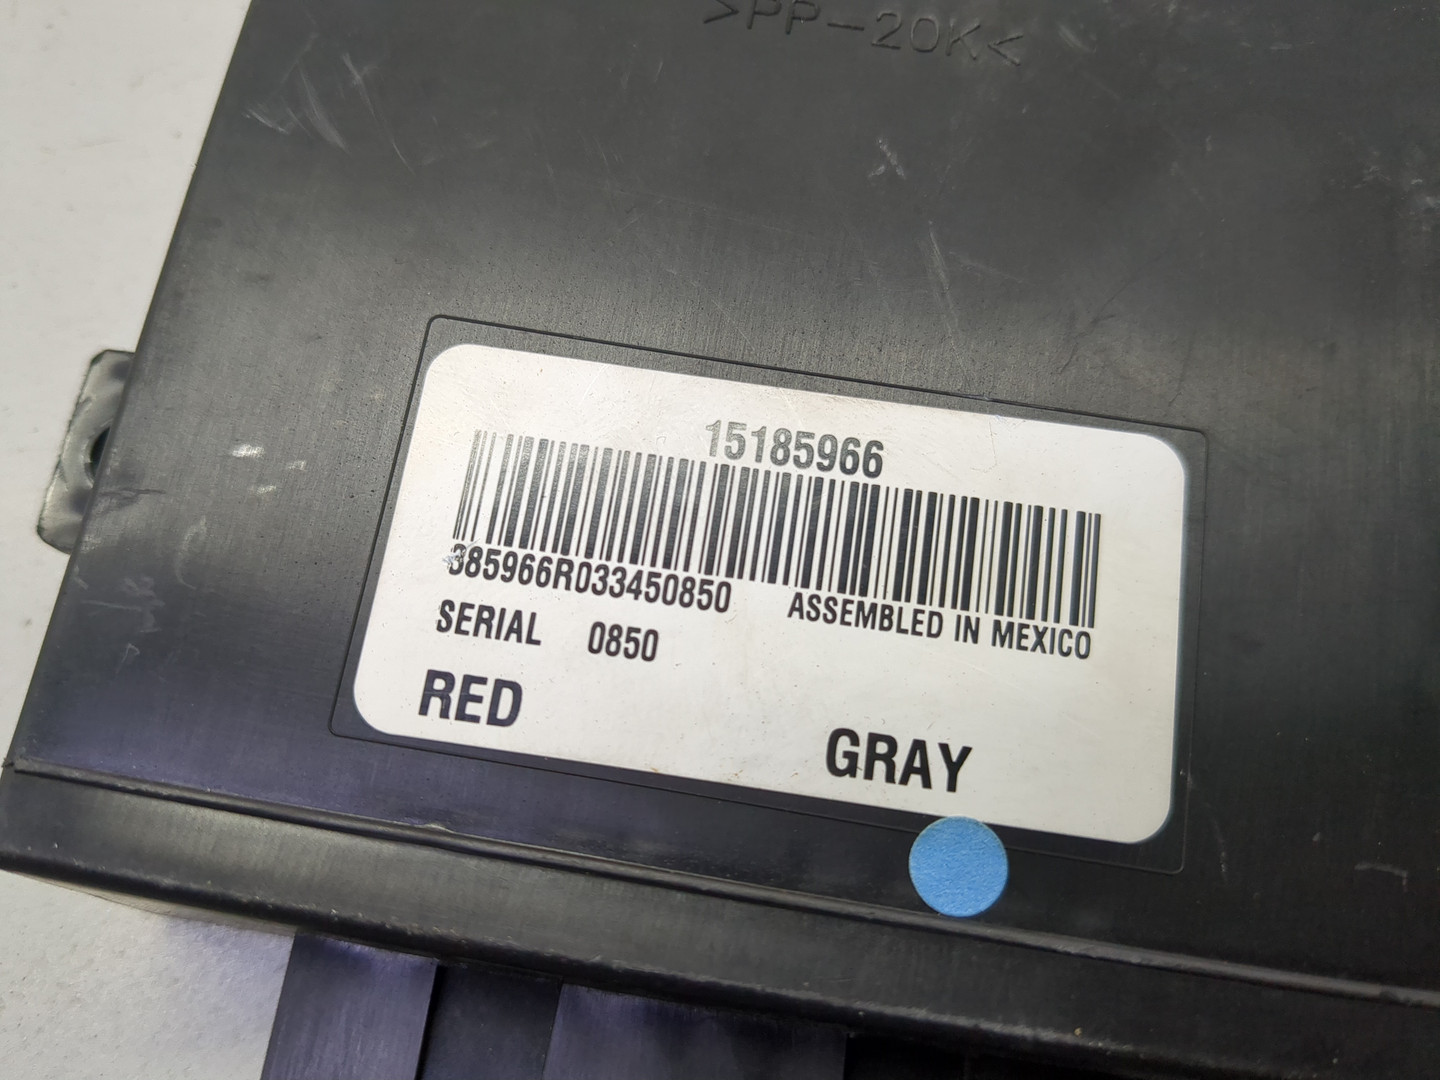 >PP-20K<
15185966
385966R033450850 ASSEMBLED IN MEXICO
SERIAL 0850
RED GRAY